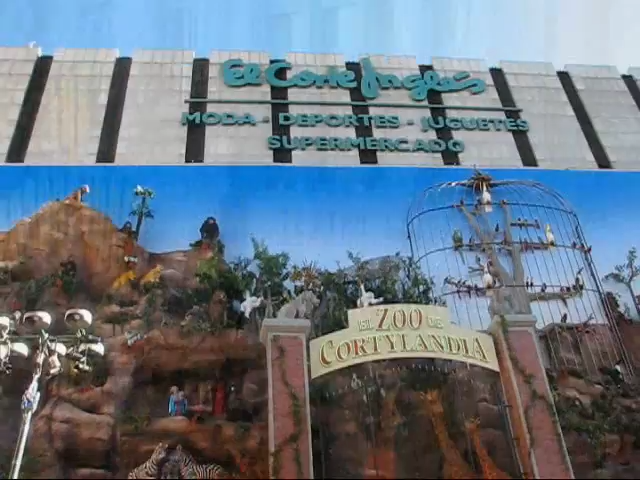 El Corte Inglés
MODA - DEPORTES - JUGUETES
SUPERMERCADO
EL ZOO DE
CORTYLANDIA